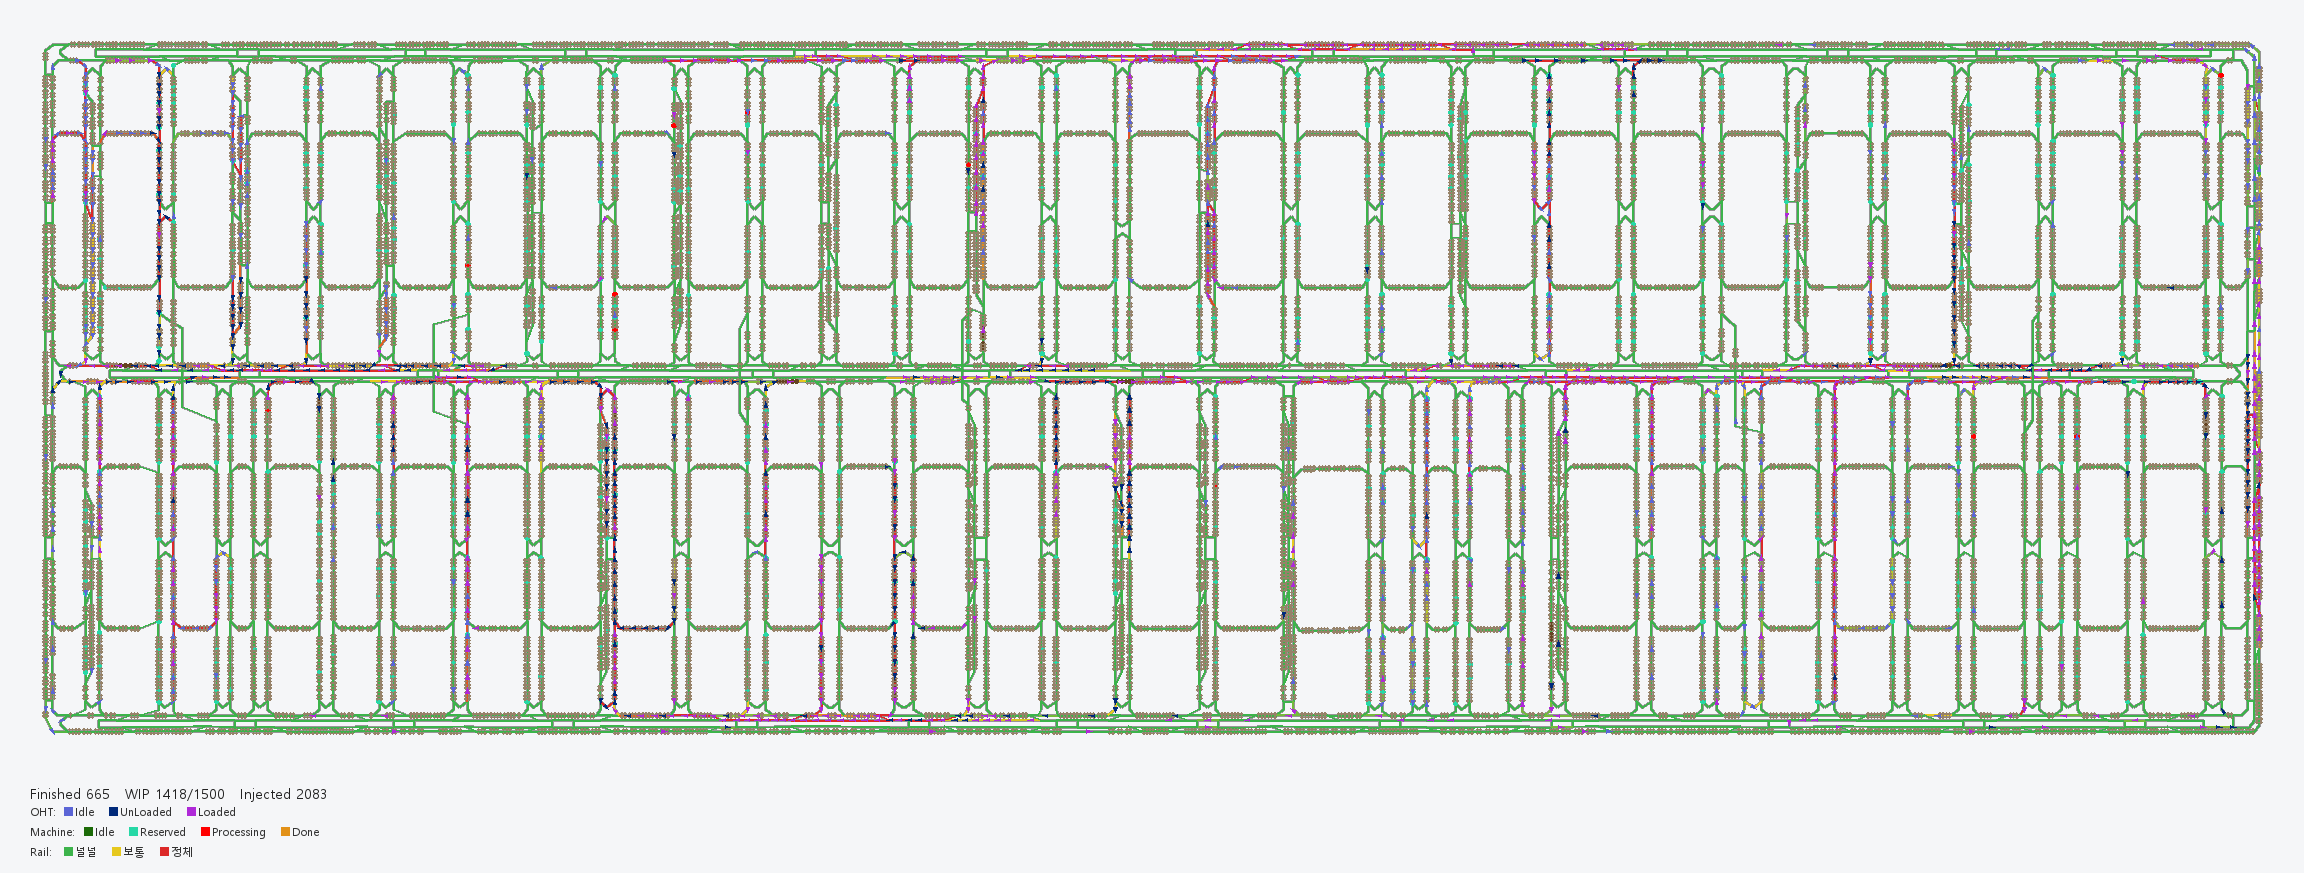 Finished 665 WIP 1418/1500 Injected 2083
OHT: Idle UnLoaded Loaded
Machine: Idle Reserved Processing Done
Rail: 널널 보통 정체